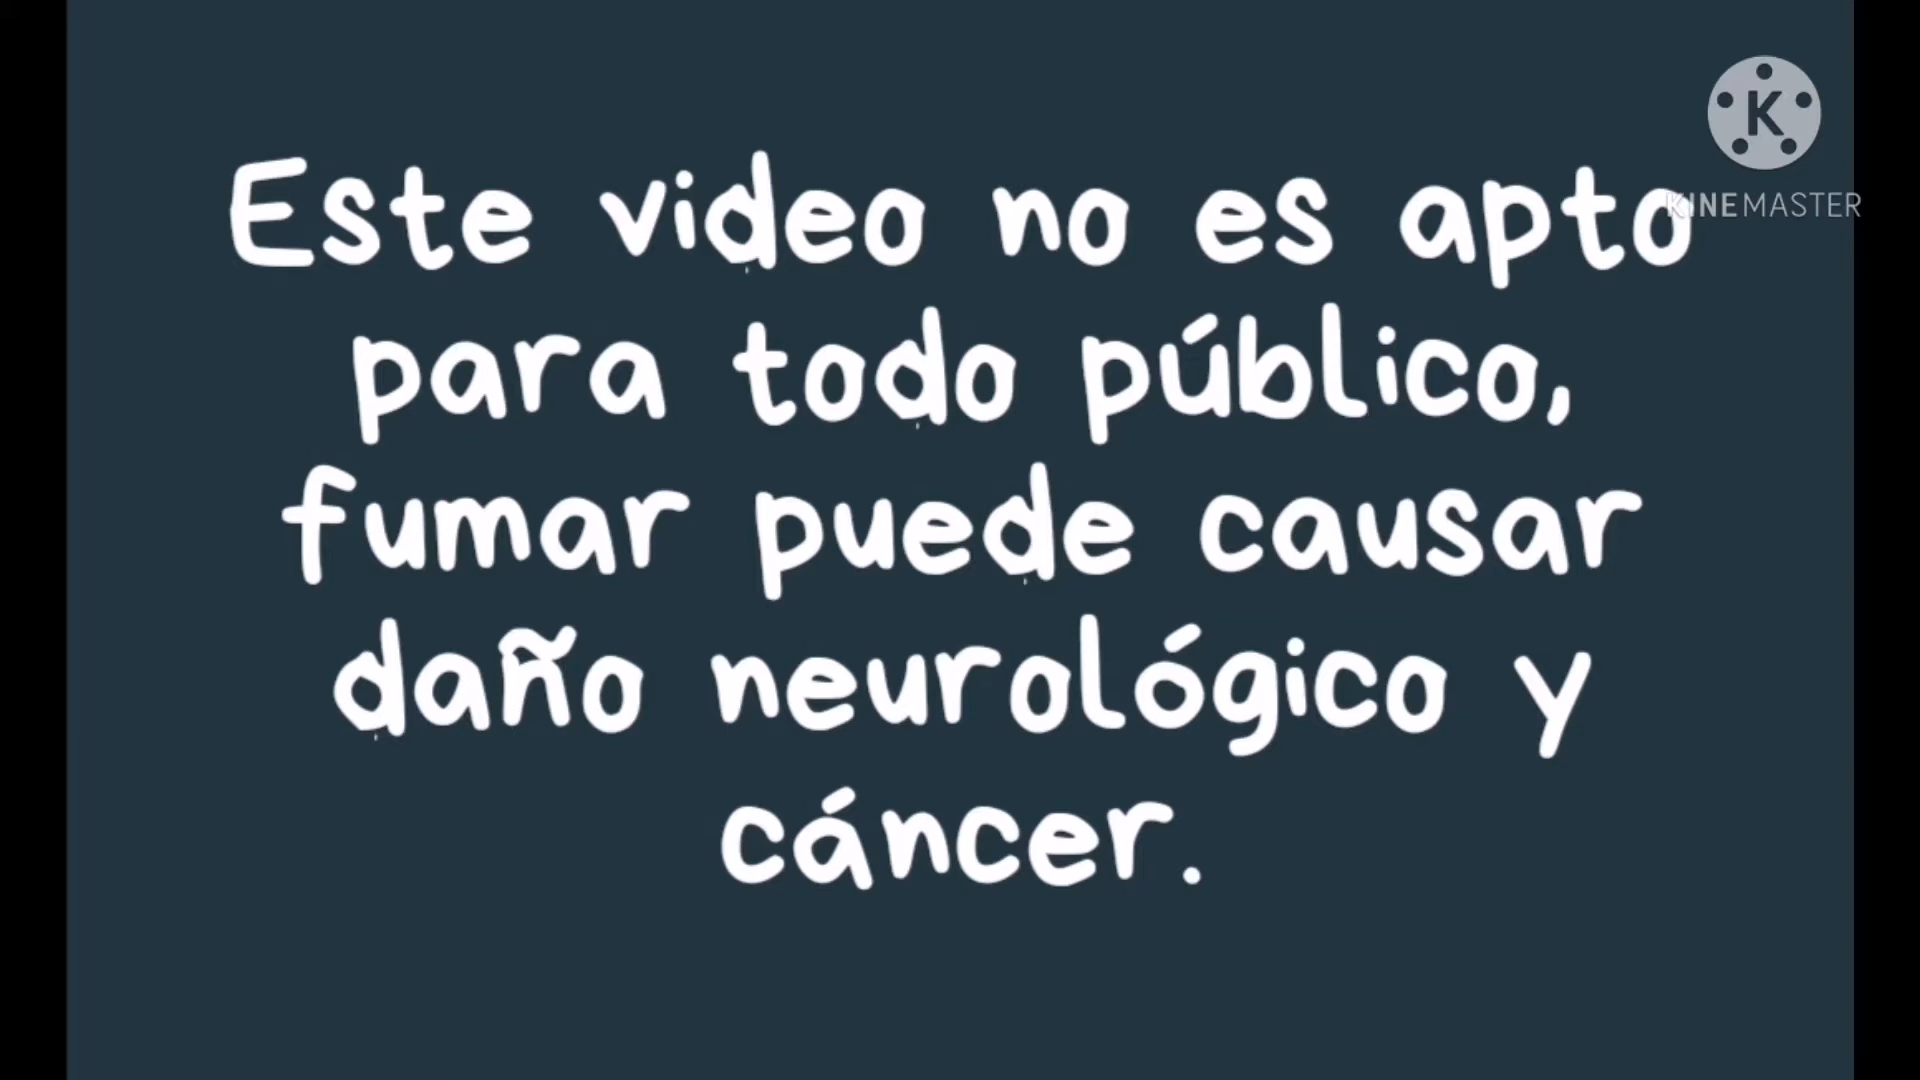 K
KINEMASTER
Este video no es apto
para todo público,
fumar puede causar
daño neurológico y
cáncer.